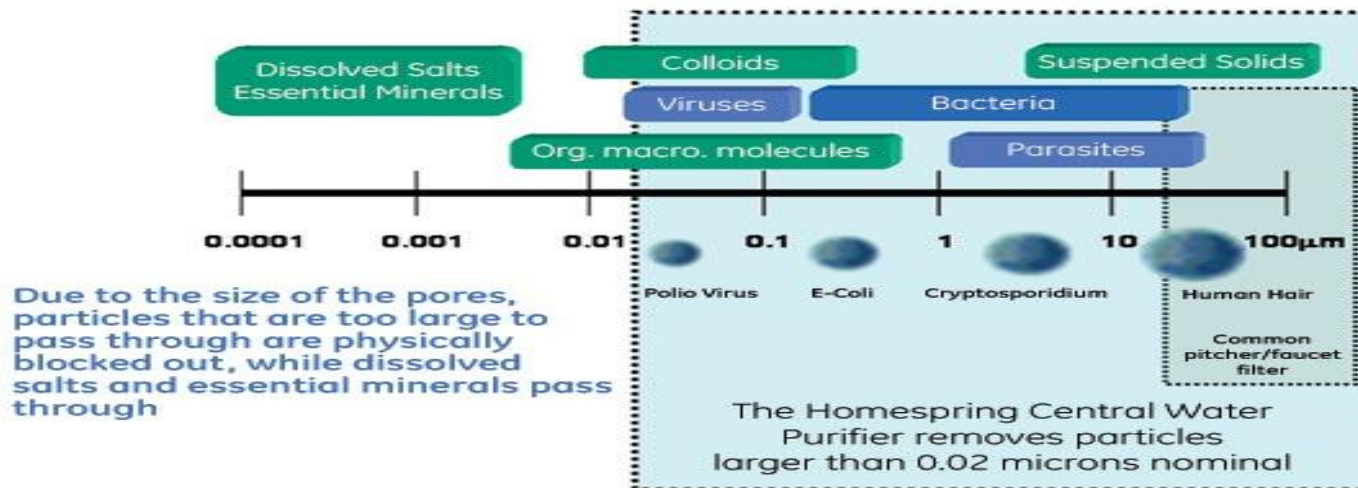 Dissolved Salts
Essential Minerals
Colloids
Suspended Solids
Viruses
Bacteria
Org. macro. molecules
Parasites
0.0001
0.001
0.01
0.1
1
10
100µm
Polio Virus
E-Coli
Cryptosporidium
Human Hair
Common
pitcher/faucet
filter
Due to the size of the pores,
particles that are too large to
pass through are physically
blocked out, while dissolved
salts and essential minerals pass
through
The Homespring Central Water
Purifier removes particles
larger than 0.02 microns nominal